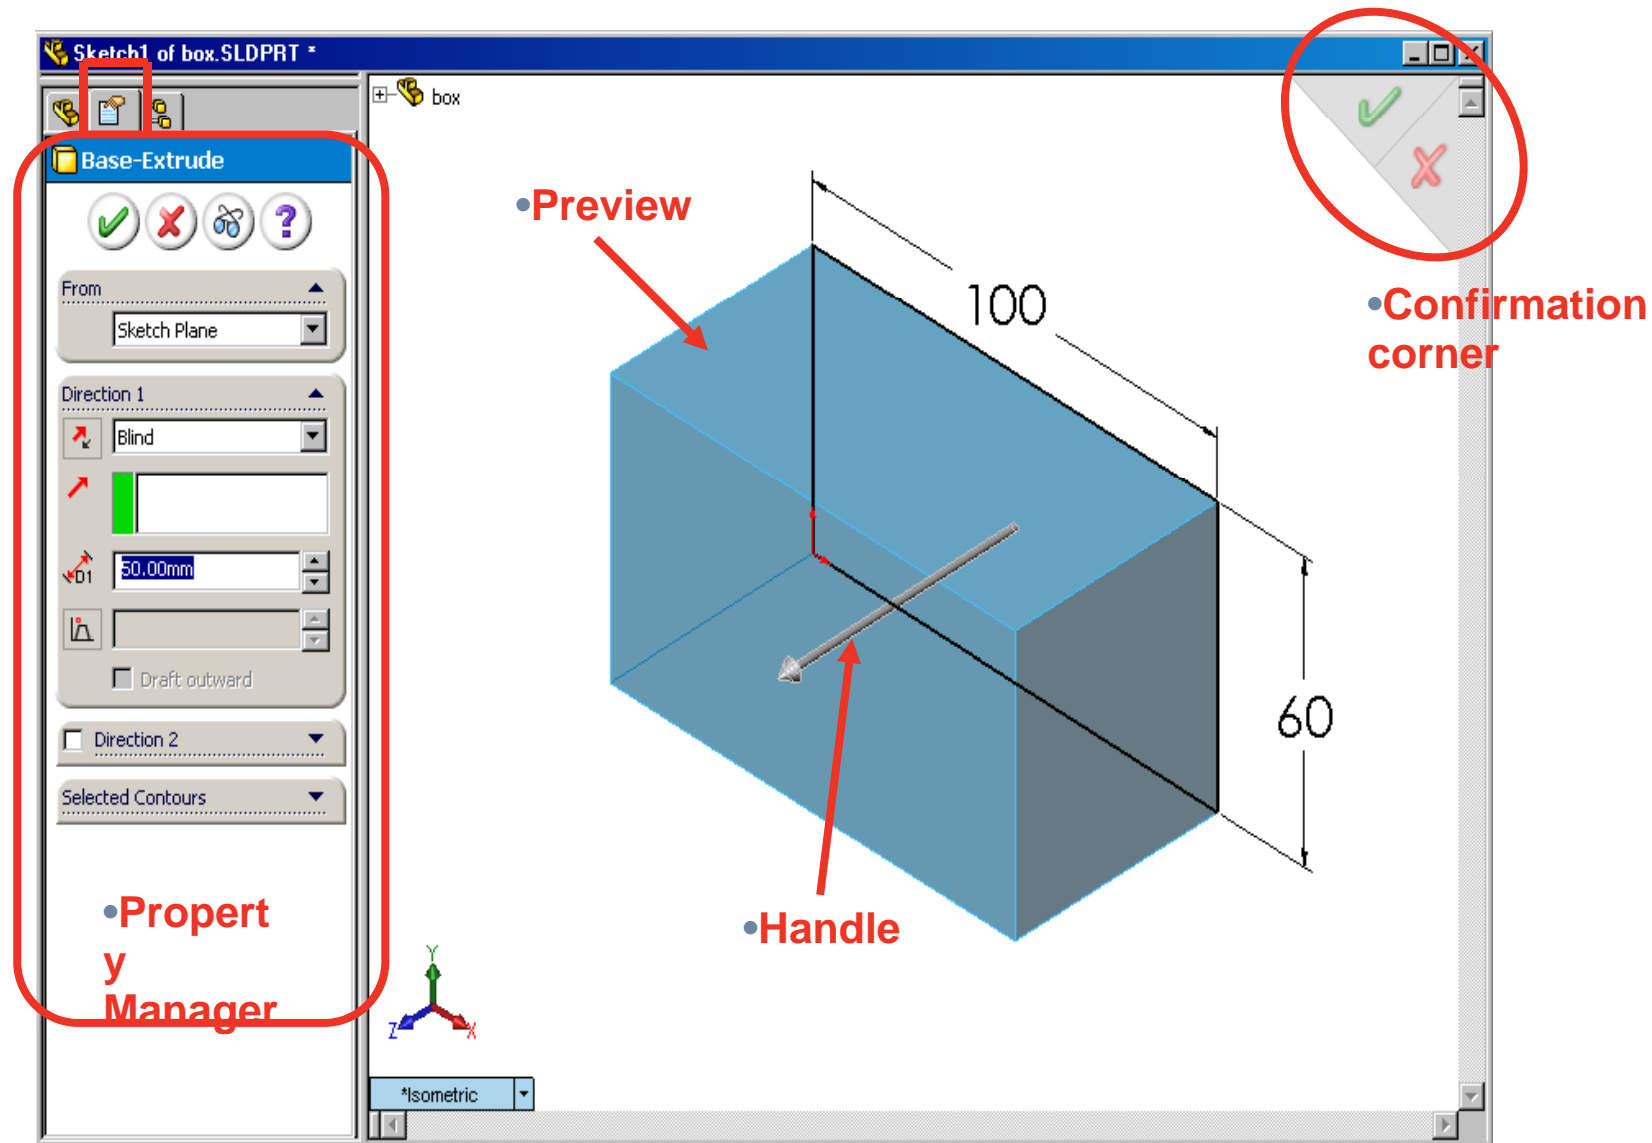 Sketch1 of box.SLDPRT *
box
Base-Extrude
?
•Preview
100
•Confirmation
corner
From
Sketch Plane
Direction 1
Blind
D1
50.00mm
Draft outward
60
Direction 2
Selected Contours
•Propert
y
Manager
•Handle
Y
Z
X
*Isometric